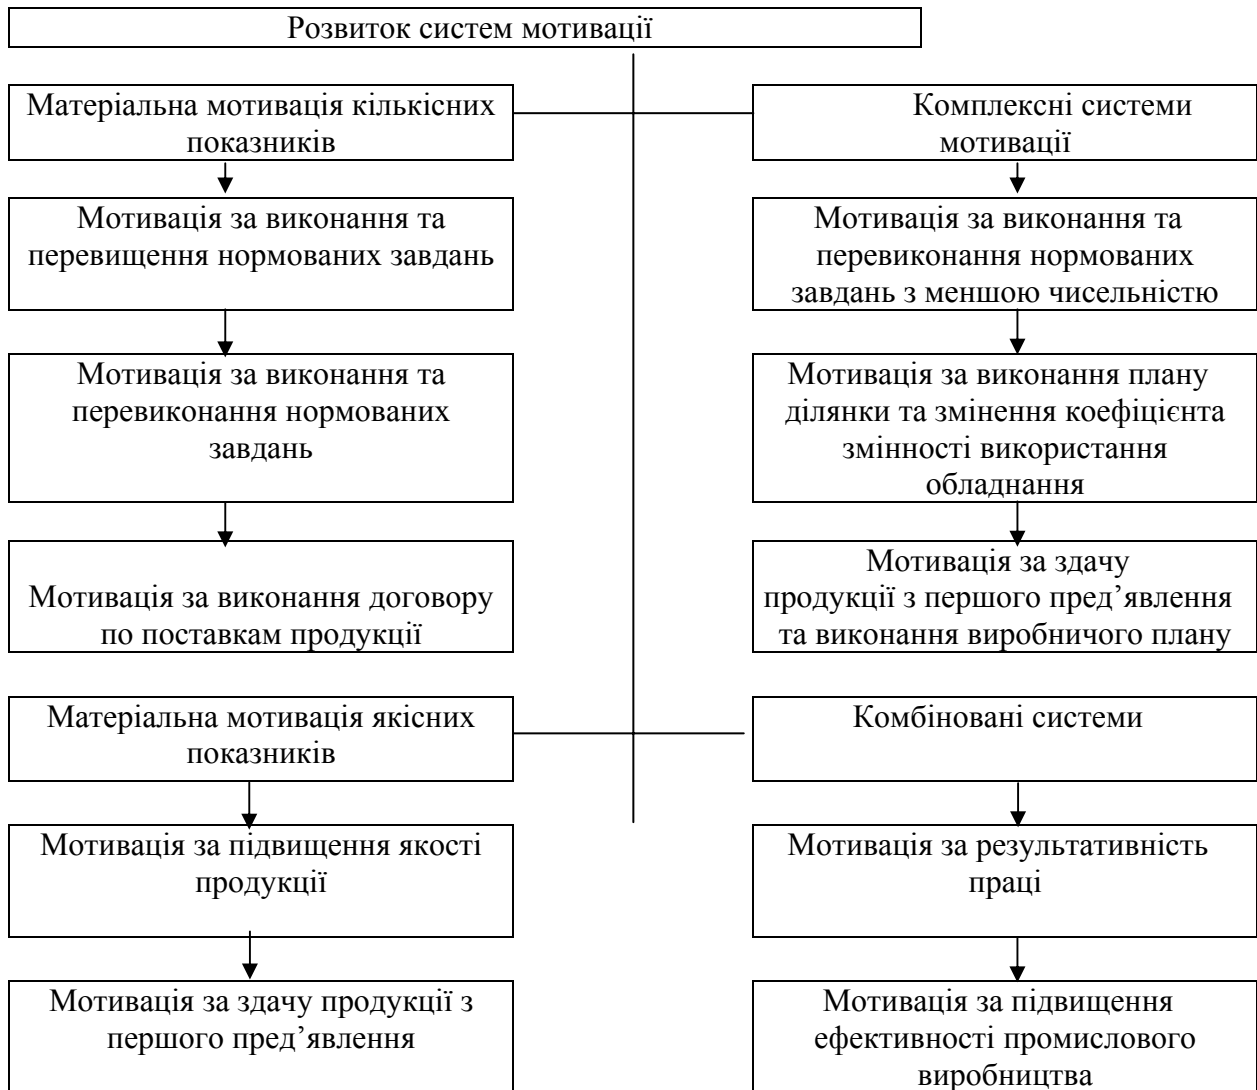 Розвиток систем мотивації
Матеріальна мотивація кількісних
показників
Комплексні системи
мотивації
Мотивація за виконання та
перевищення нормованих завдань
Мотивація за виконання та
перевиконання нормованих
завдань з меншою чисельністю
Мотивація за виконання та
перевиконання нормованих
завдань
Мотивація за виконання плану
ділянки та змінення коефіцієнта
змінності використання
обладнання
Мотивація за виконання договору
по поставкам продукції
Мотивація за здачу
продукції з першого пред’явлення
та виконання виробничого плану
Матеріальна мотивація якісних
показників
Комбіновані системи
Мотивація за підвищення якості
продукції
Мотивація за результативність
праці
Мотивація за здачу продукції з
першого пред’явлення
Мотивація за підвищення
ефективності промислового
виробництва